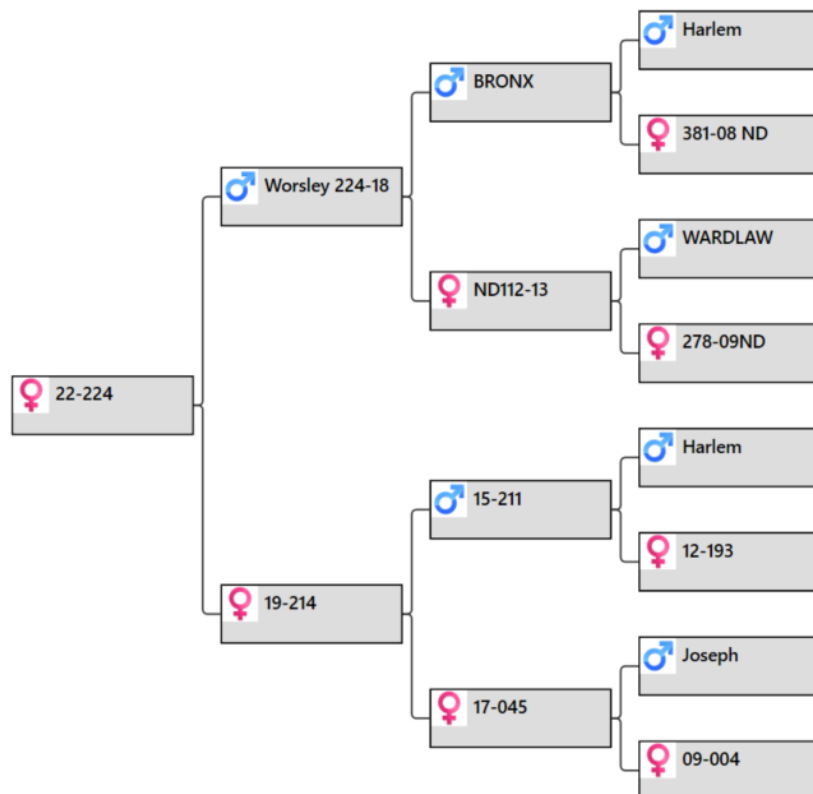 Harlem
BRONX
381-08 ND
Worsley 224-18
WARDLAW
ND112-13
278-09ND
22-224
Harlem
15-211
12-193
19-214
Joseph
17-045
09-004